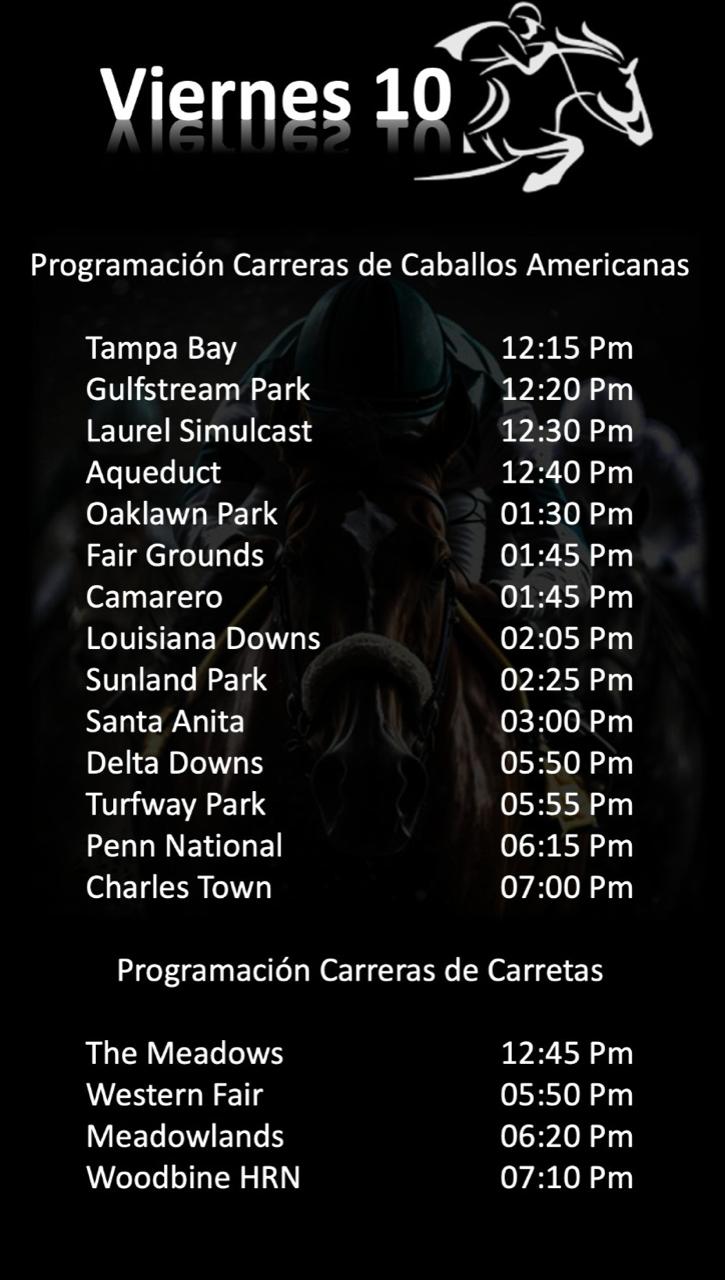 Viernes 10
Programación Carreras de Caballos Americanas
Tampa Bay 12:15 Pm
Gulfstream Park 12:20 Pm
Laurel Simulcast 12:30 Pm
Aqueduct 12:40 Pm
Oaklawn Park 01:30 Pm
Fair Grounds 01:45 Pm
Camarero 01:45 Pm
Louisiana Downs 02:05 Pm
Sunland Park 02:25 Pm
Santa Anita 03:00 Pm
Delta Downs 05:50 Pm
Turfway Park 05:55 Pm
Penn National 06:15 Pm
Charles Town 07:00 Pm
Programación Carreras de Carretas
The Meadows 12:45 Pm
Western Fair 05:50 Pm
Meadowlands 06:20 Pm
Woodbine HRN 07:10 Pm